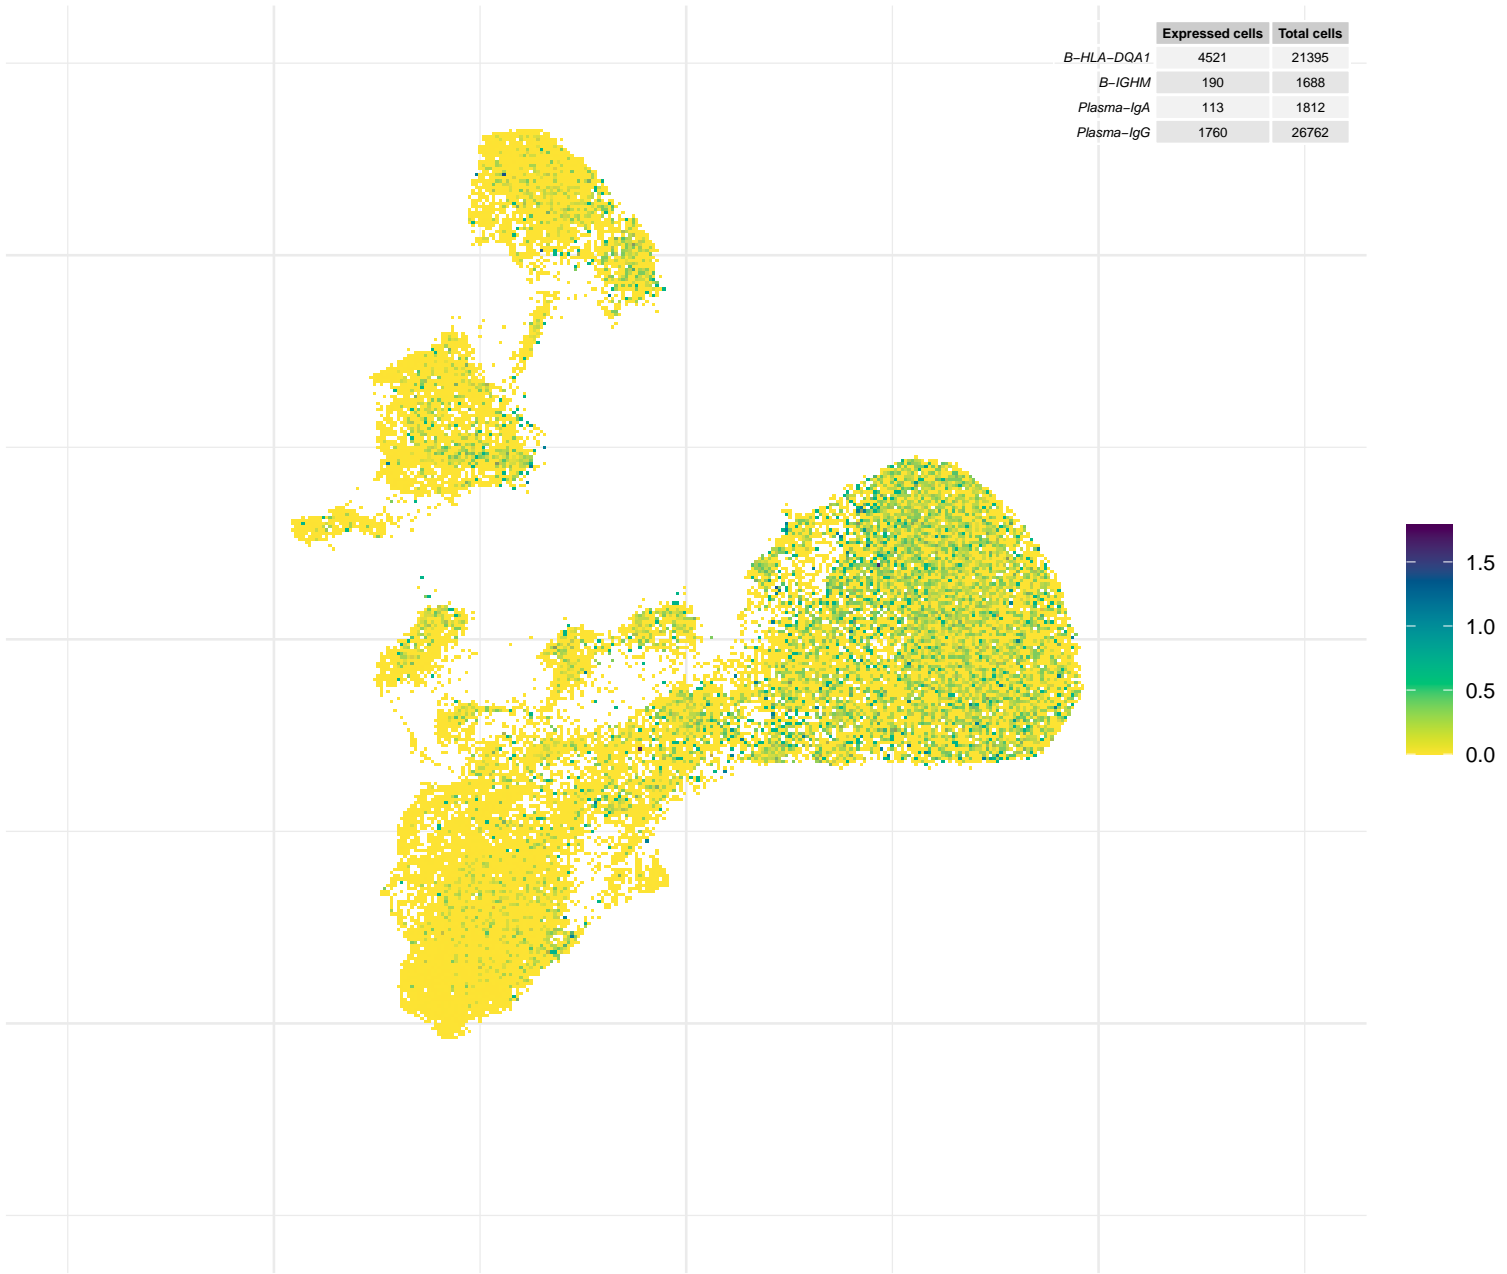 Expressed cells Total cells
B−HLA−DQA1 4521 21395
B−IGHM 190 1688
Plasma−IgA 113 1812
Plasma−IgG 1760 26762
1.5
1.0
0.5
0.0